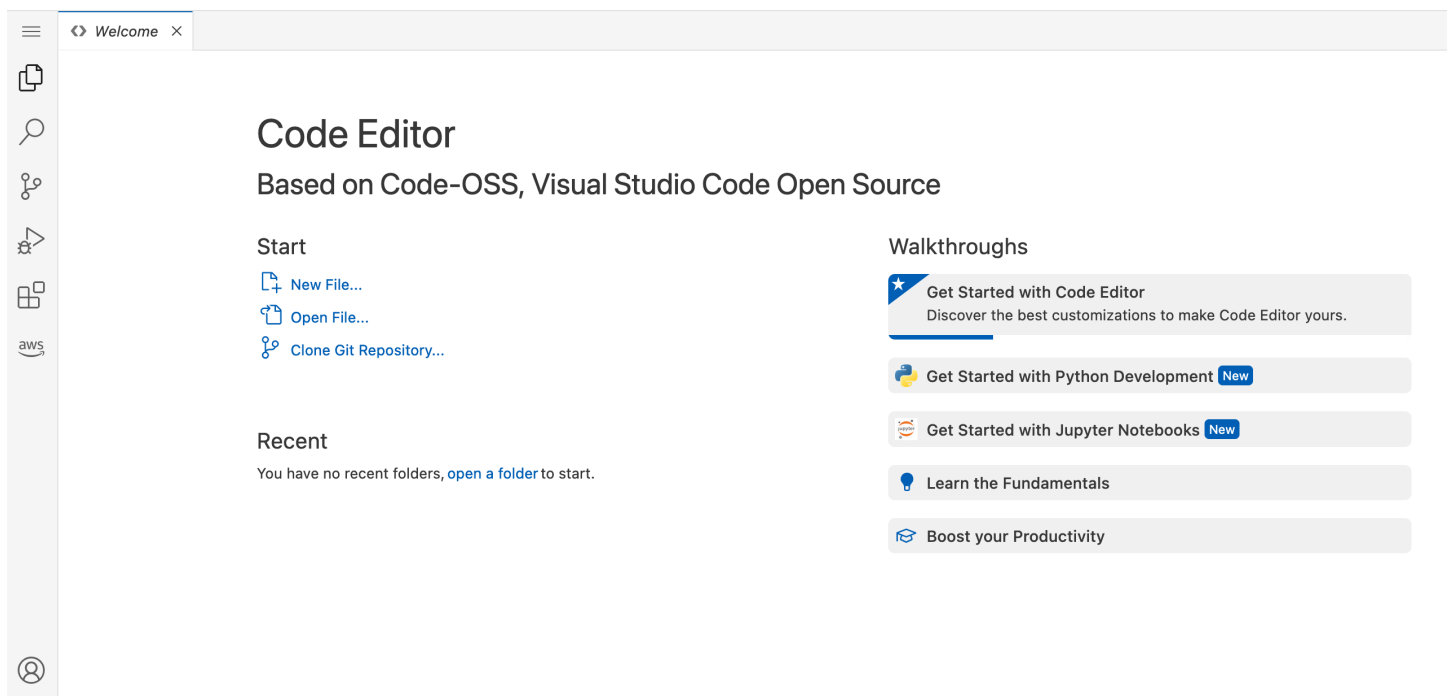 Welcome
Code Editor
Based on Code-OSS, Visual Studio Code Open Source
Start
New File...
Open File...
Clone Git Repository...
Recent
You have no recent folders, open a folder to start.
Walkthroughs
Get Started with Code Editor
Discover the best customizations to make Code Editor yours.
Get Started with Python Development New
jupyter
Get Started with Jupyter Notebooks New
Learn the Fundamentals
Boost your Productivity
aws